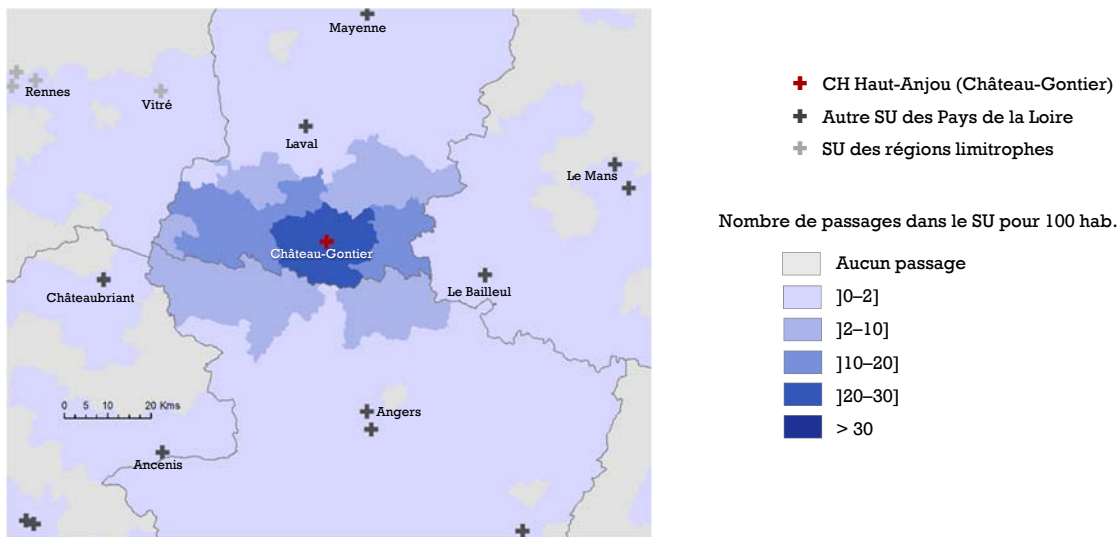 Mayenne
Rennes
Vitré
Laval
Le Mans
Château-Gontier
Châteaubriant
Le Bailleul
0 5 10 20 Kms
Angers
Ancenis
CH Haut-Anjou (Château-Gontier)
Autre SU des Pays de la Loire
SU des régions limitrophes
Nombre de passages dans le SU pour 100 hab.
Aucun passage
]0–2]
]2–10]
]10–20]
]20–30]
> 30